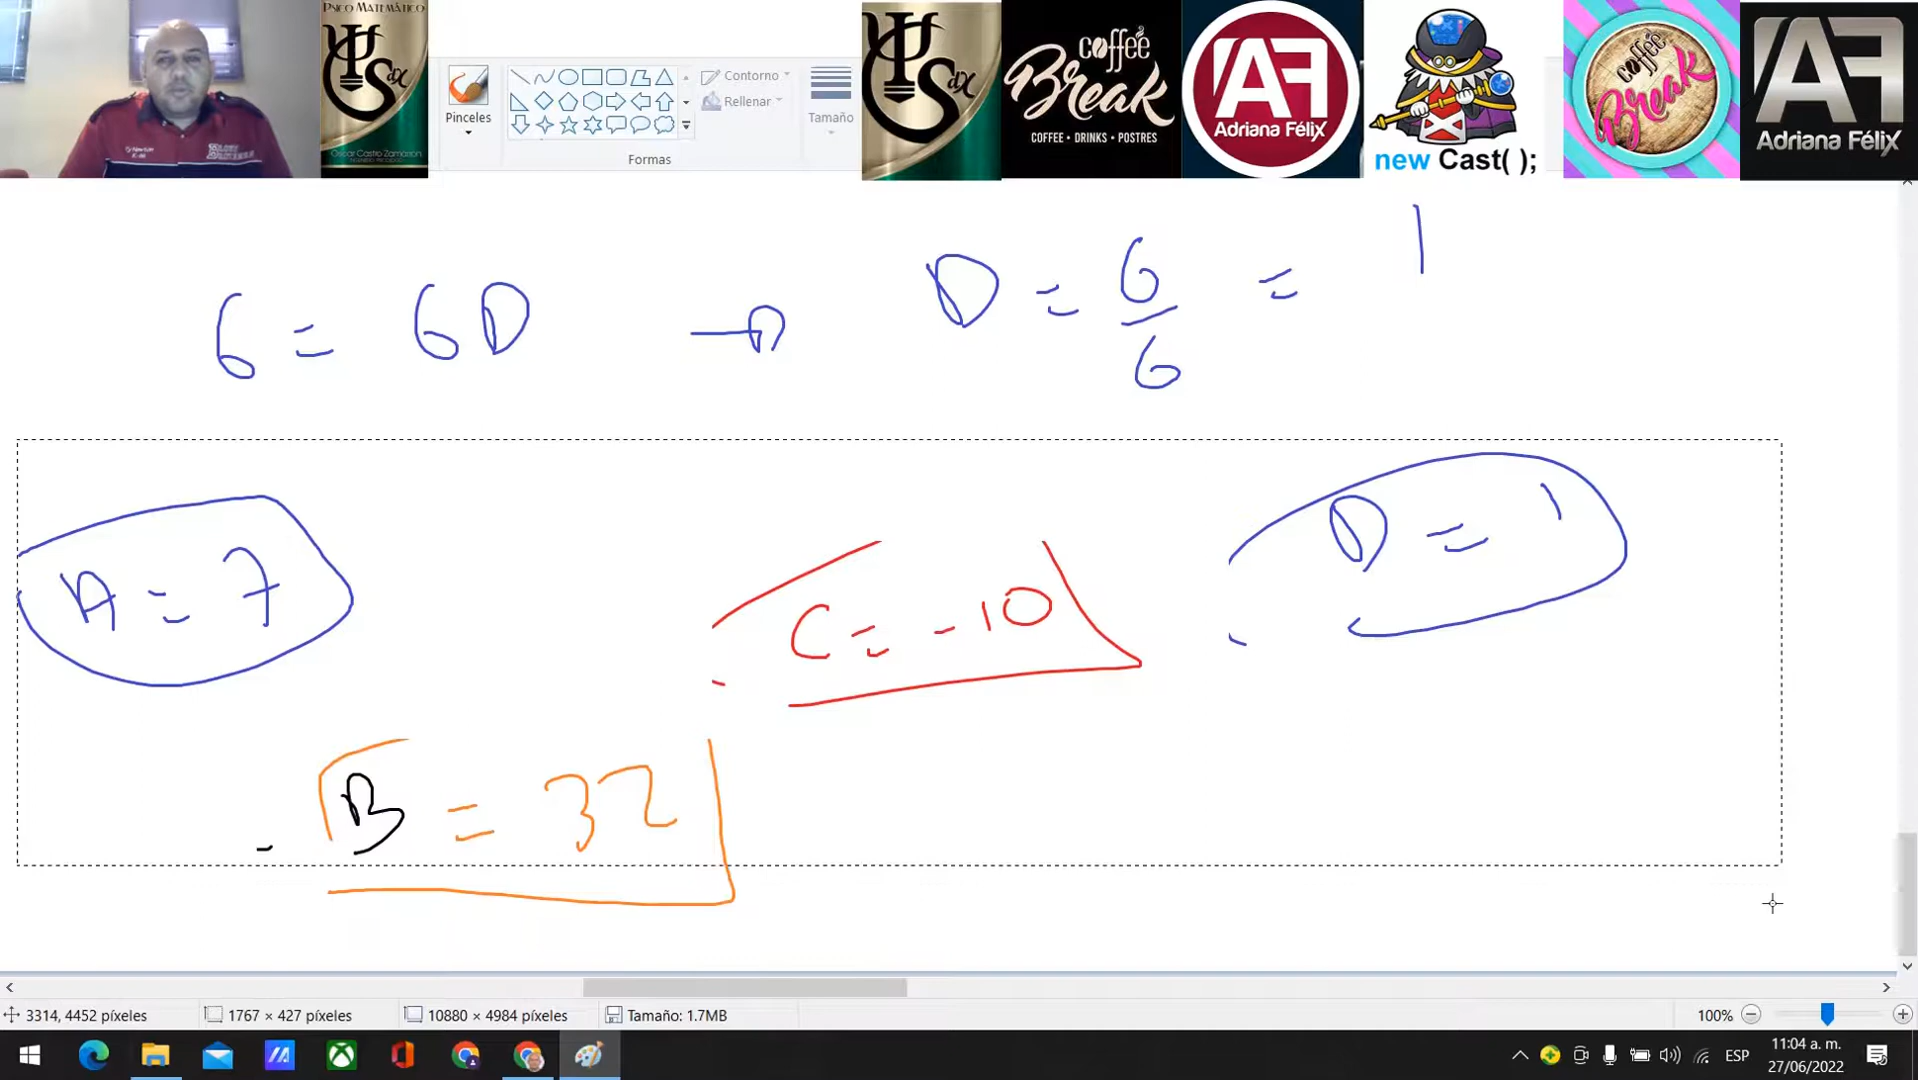 PSICO MATEMÁTICO
Oscar Castro Zamazon
Pinceles
Contorno
Rellenar
Formas
Tamaño
coffee
Break
COFFEE • DRINKS • POSTRES
AF
Adriana Félix
new Cast( );
coffee
Break
AF
Adriana Félix
6 = 6D → D = 6/6 = 1
A = 7
C = -10
D = 1
B = 32
3314, 4452 píxeles
1767 × 427 píxeles
10880 × 4984 píxeles
Tamaño: 1.7MB
100%
ESP
11:04 a. m.
27/06/2022